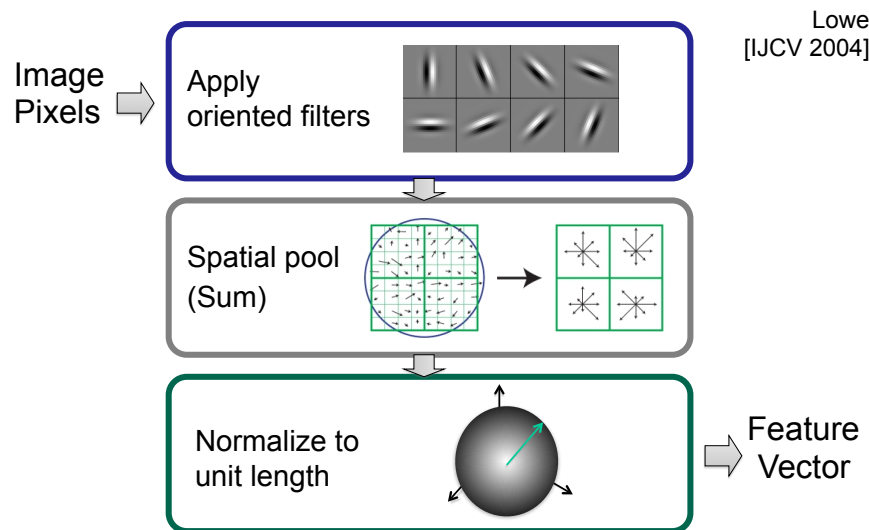 Lowe
[IJCV 2004]
Image
Pixels
Apply
oriented filters
Spatial pool
(Sum)
Normalize to
unit length
Feature
Vector